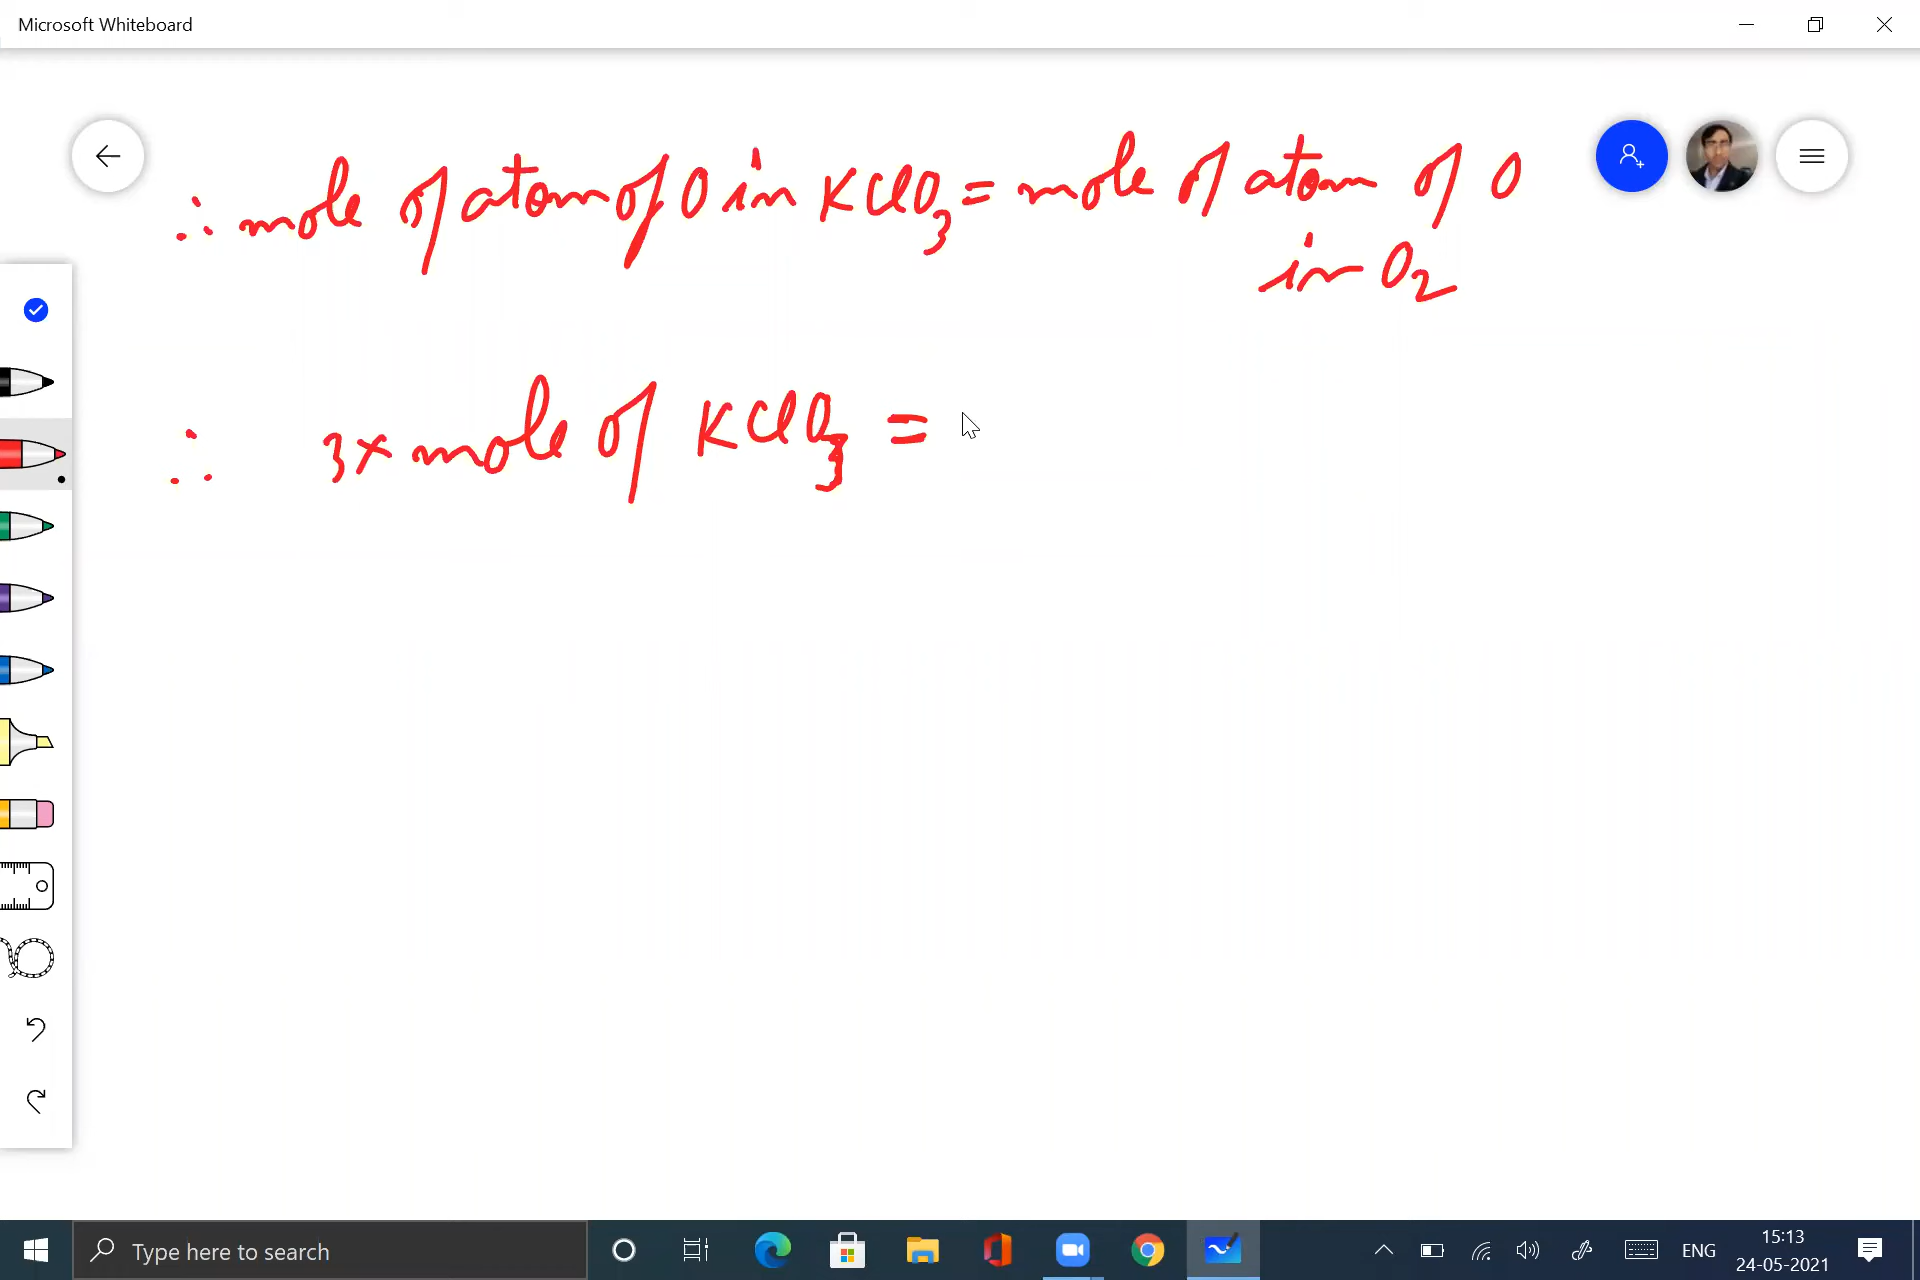 Microsoft Whiteboard
∴ mole of atom of O in KClO₃ = mole of atom of O
in O₂
∴ 3× mole of KClO₃ =
Type here to search
ENG
15:13
24-05-2021